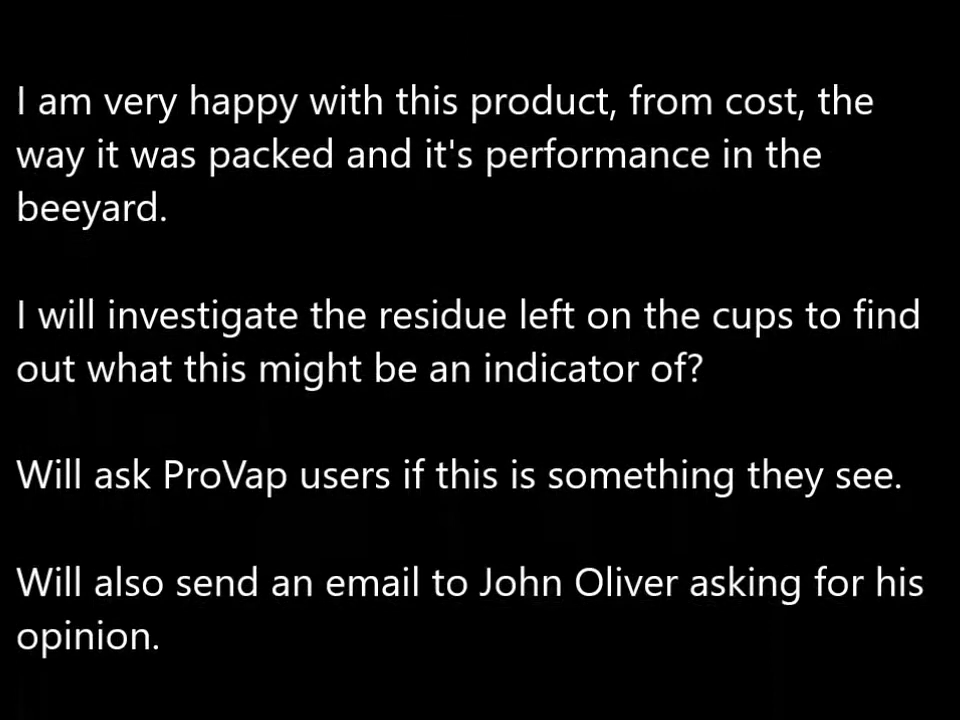 I am very happy with this product, from cost, the
way it was packed and it's performance in the
beeyard.
I will investigate the residue left on the cups to find
out what this might be an indicator of?
Will ask ProVap users if this is something they see.
Will also send an email to John Oliver asking for his
opinion.